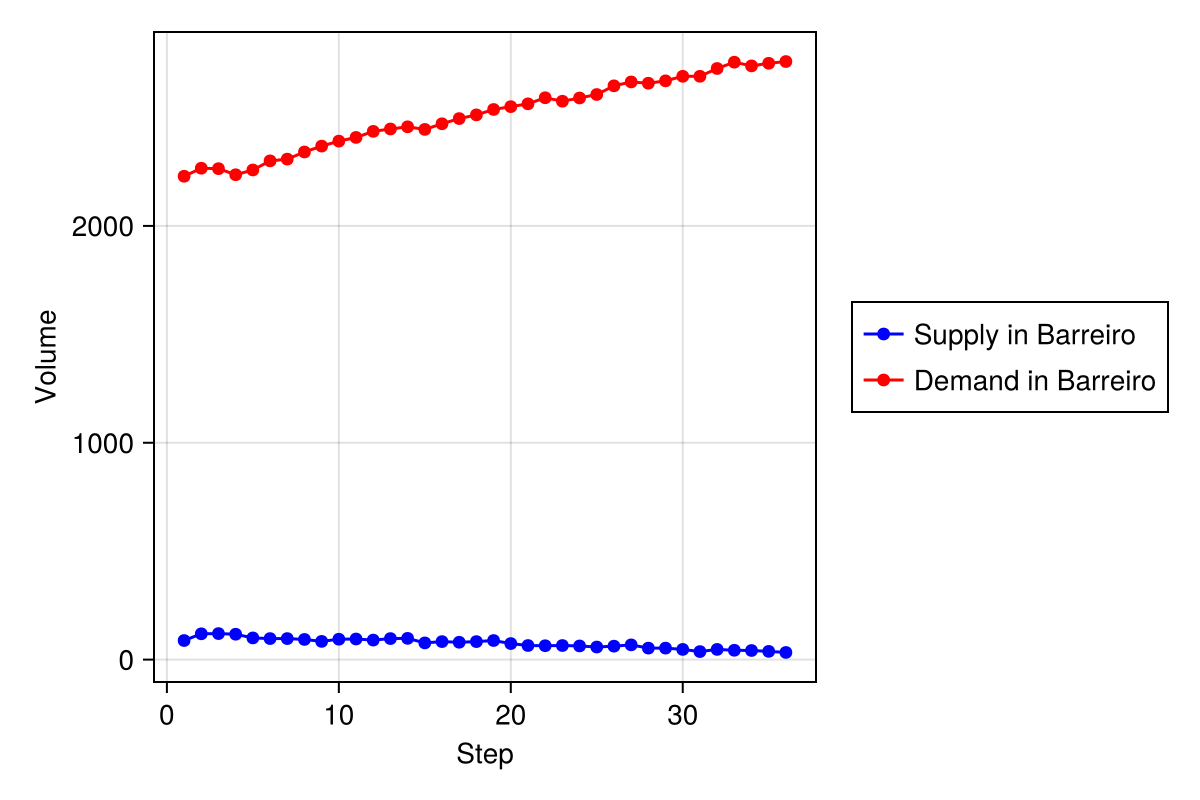 2000
1000
0
Volume
0 10 20 30
Step
Supply in Barreiro
Demand in Barreiro